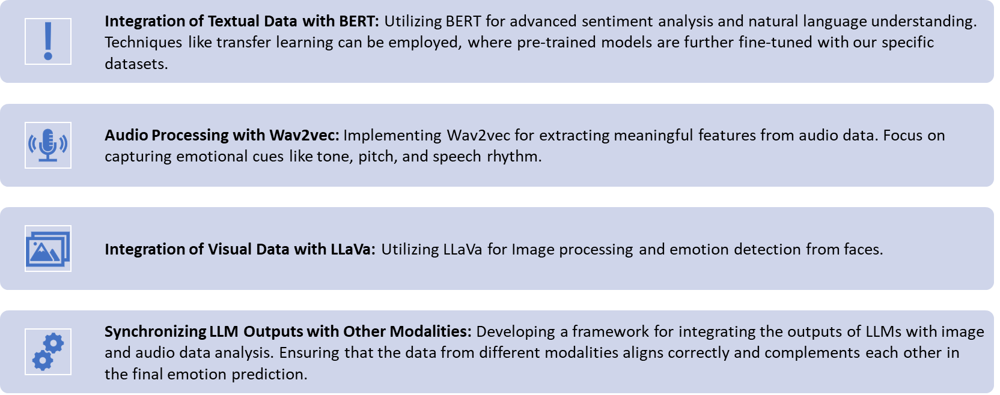 Integration of Textual Data with BERT: Utilizing BERT for advanced sentiment analysis and natural language understanding.
Techniques like transfer learning can be employed, where pre-trained models are further fine-tuned with our specific
datasets.
Audio Processing with Wav2vec: Implementing Wav2vec for extracting meaningful features from audio data. Focus on
capturing emotional cues like tone, pitch, and speech rhythm.
Integration of Visual Data with LLaVa: Utilizing LLaVa for Image processing and emotion detection from faces.
Synchronizing LLM Outputs with Other Modalities: Developing a framework for integrating the outputs of LLMs with image
and audio data analysis. Ensuring that the data from different modalities aligns correctly and complements each other in
the final emotion prediction.